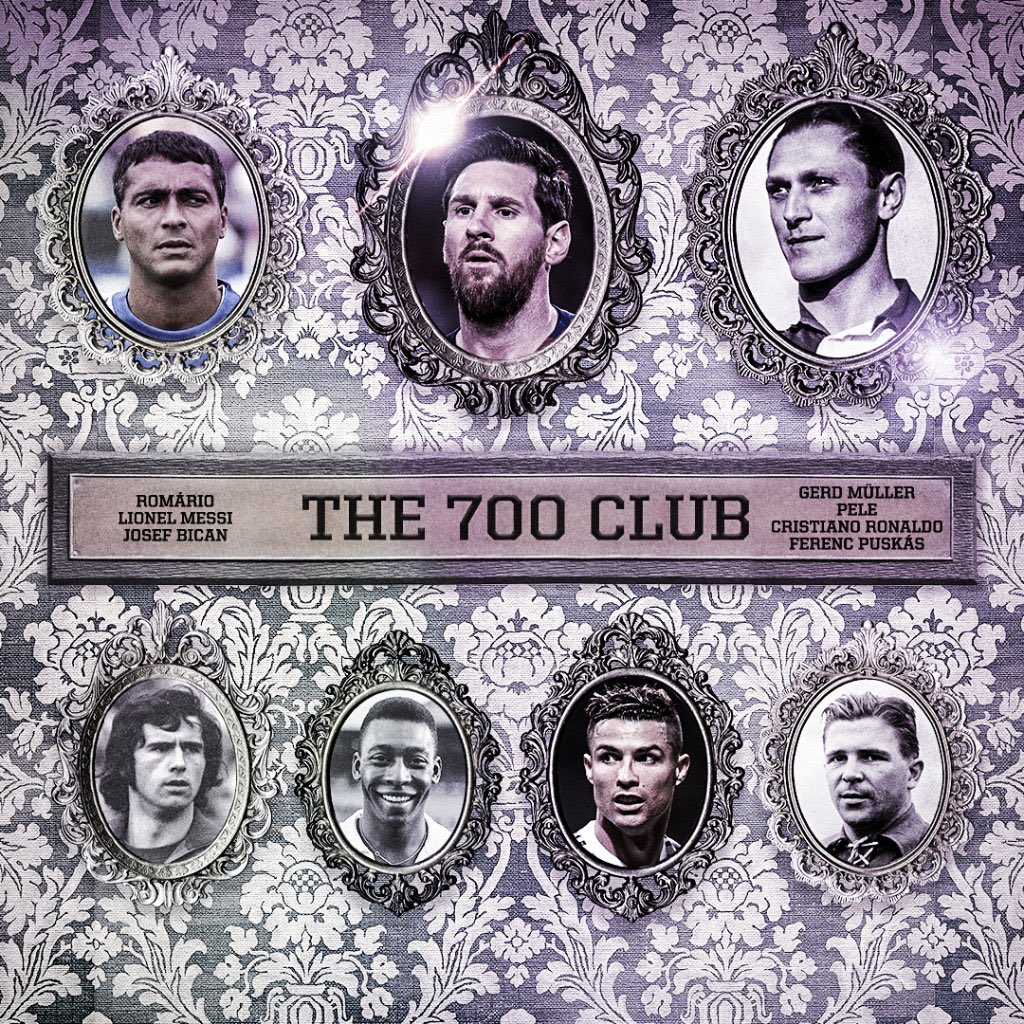 ROMÁRIO
LIONEL MESSI
JOSEF BICAN
THE 700 CLUB
GERD MÜLLER
PELE
CRISTIANO RONALDO
FERENC PUSKÁS